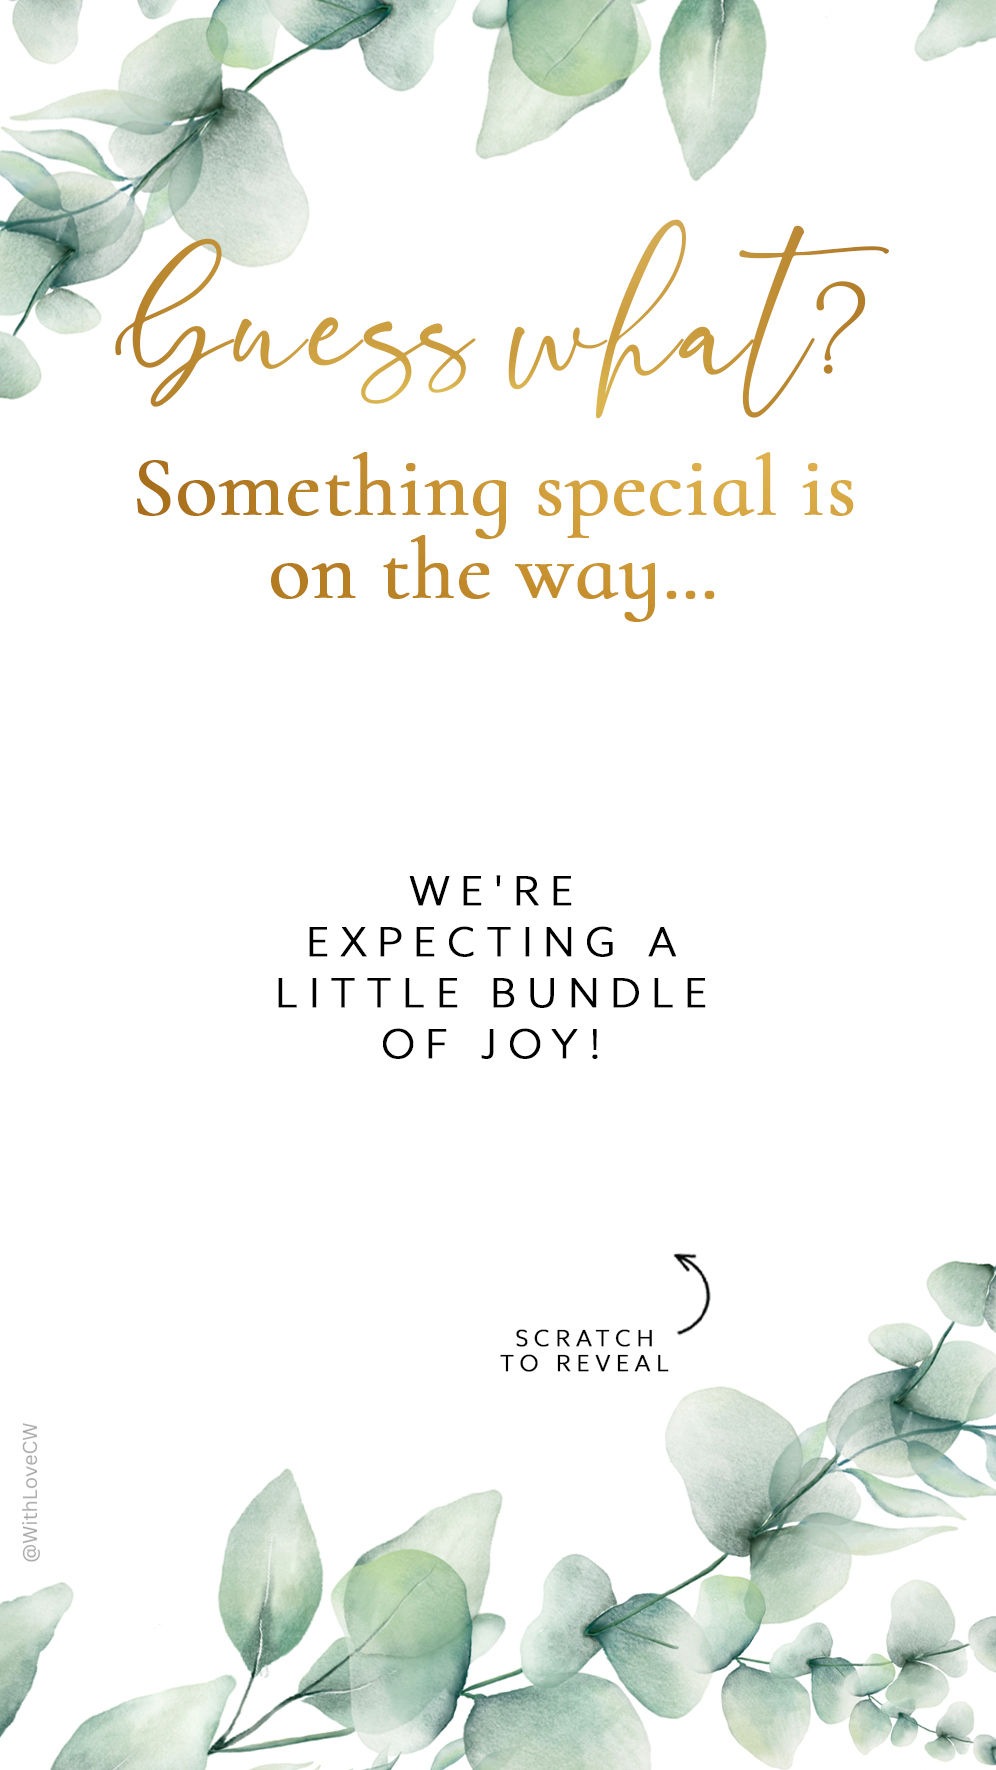 Guess what?
Something special is
on the way...
WE'RE
EXPECTING A
LITTLE BUNDLE
OF JOY!
SCRATCH
TO REVEAL
@WithLoveCW